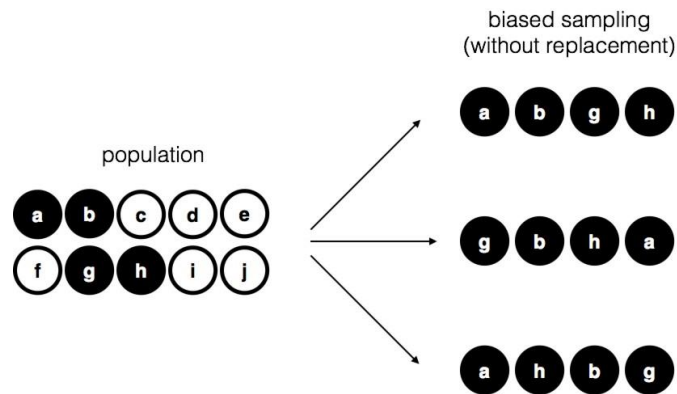 biased sampling
(without replacement)
a b g h
population
a b c d e
f g h i j
g b h a
a h b g